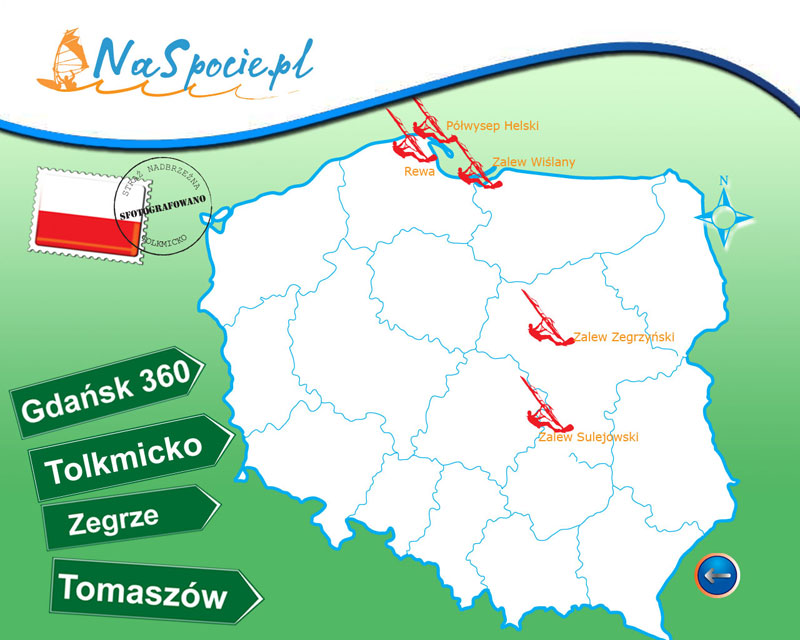 NaSpocie.pl
Półwysep Helski
Zalew Wiślany
Rewa
STRAŻ NADBRZEŻNA
SFOTOGRAFOWANO
TOLKMICKO
N
Zalew Zegrzyński
Gdańsk 360
Zalew Sulejowski
Tolkmicko
Zegrze
Tomaszów